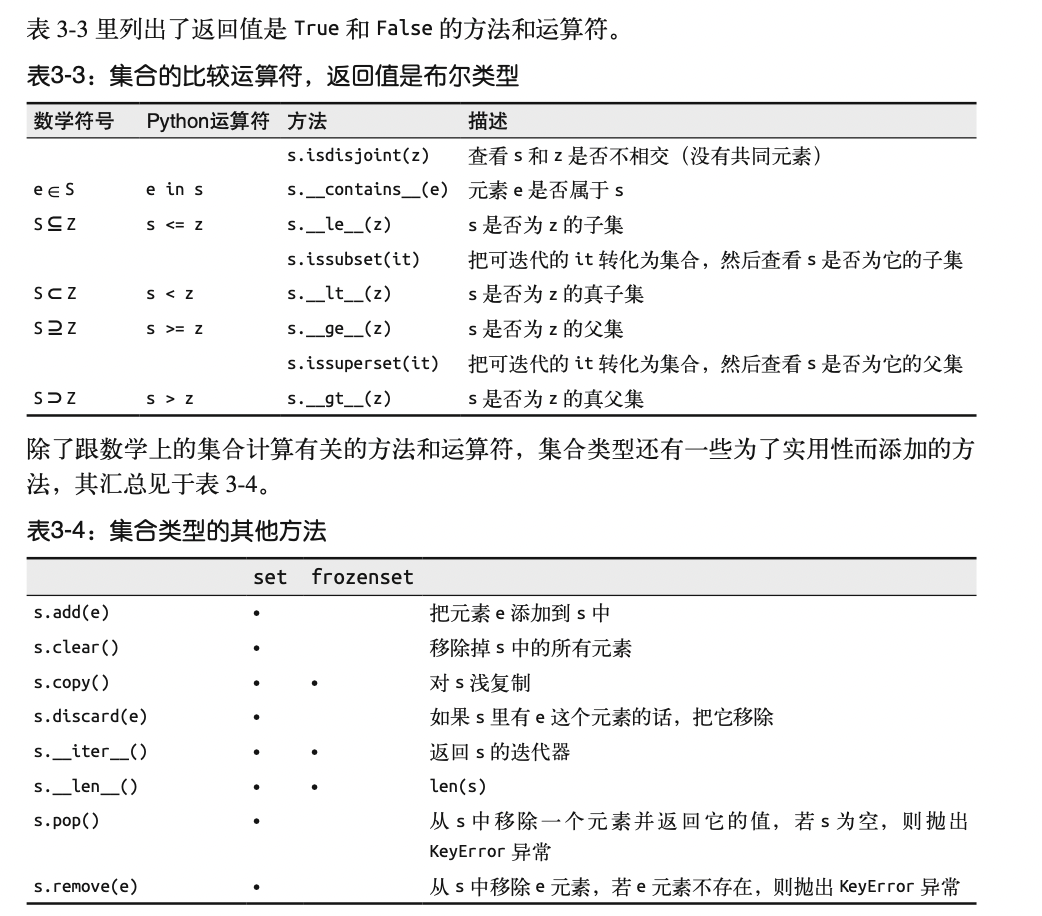 表 3-3 里列出了返回值是 True 和 False 的方法和运算符。
表3-3：集合的比较运算符，返回值是布尔类型
数学符号 Python运算符 方法 描述
s.isdisjoint(z) 查看 s 和 z 是否不相交（没有共同元素）
e ∈ S e in s s.__contains__(e) 元素 e 是否属于 s
S ⊆ Z s <= z s.__le__(z) s 是否为 z 的子集
s.issubset(it) 把可迭代的 it 转化为集合，然后查看 s 是否为它的子集
S ⊂ Z s < z s.__lt__(z) s 是否为 z 的真子集
S ⊇ Z s >= z s.__ge__(z) s 是否为 z 的父集
s.issuperset(it) 把可迭代的 it 转化为集合，然后查看 s 是否为它的父集
S ⊃ Z s > z s.__gt__(z) s 是否为 z 的真父集
除了跟数学上的集合计算有关的方法和运算符，集合类型还有一些为了实用性而添加的方
法，其汇总见于表 3-4。
表3-4：集合类型的其他方法
set frozenset
s.add(e) • 把元素 e 添加到 s 中
s.clear() • 移除掉 s 中的所有元素
s.copy() • • 对 s 浅复制
s.discard(e) • 如果 s 里有 e 这个元素的话，把它移除
s.__iter__() • • 返回 s 的迭代器
s.__len__() • • len(s)
s.pop() • 从 s 中移除一个元素并返回它的值，若 s 为空，则抛出
KeyError 异常
s.remove(e) • 从 s 中移除 e 元素，若 e 元素不存在，则抛出 KeyError 异常